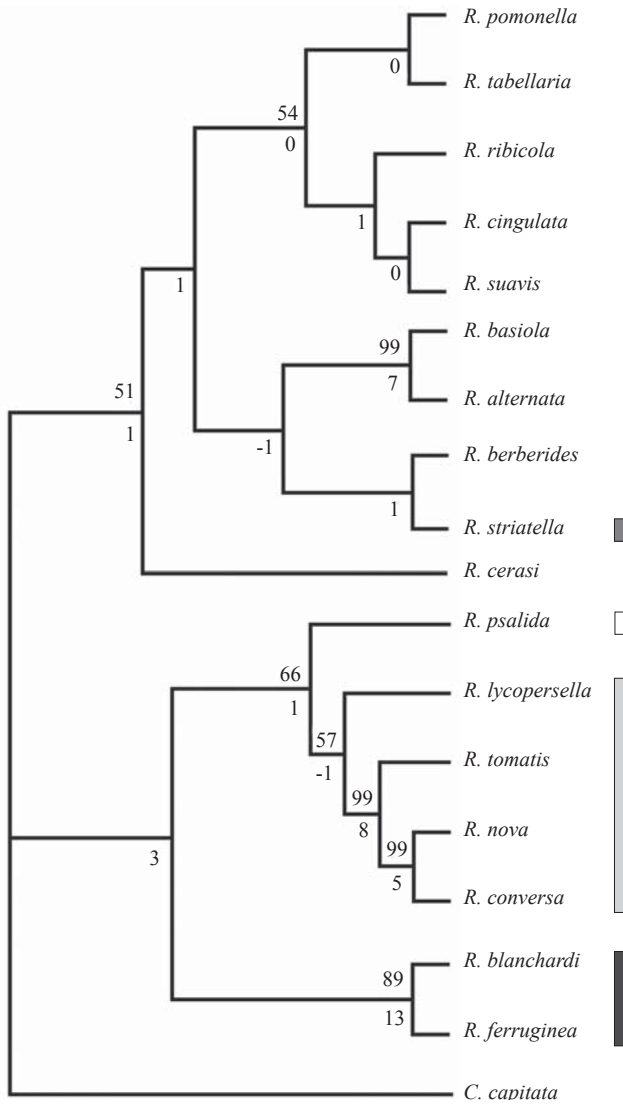 R. pomonella
0
R. tabellaria
54
0
R. ribicola
1
R. cingulata
0
R. suavis
1
R. basiola
99
7
R. alternata
51
1
-1
R. berberides
1
R. striatella
R. cerasi
R. psalida
66
1
R. lycopersella
57
-1
R. tomatis
99
8
R. nova
99
5
R. conversa
3
R. blanchardi
89
13
R. ferruginea
C. capitata